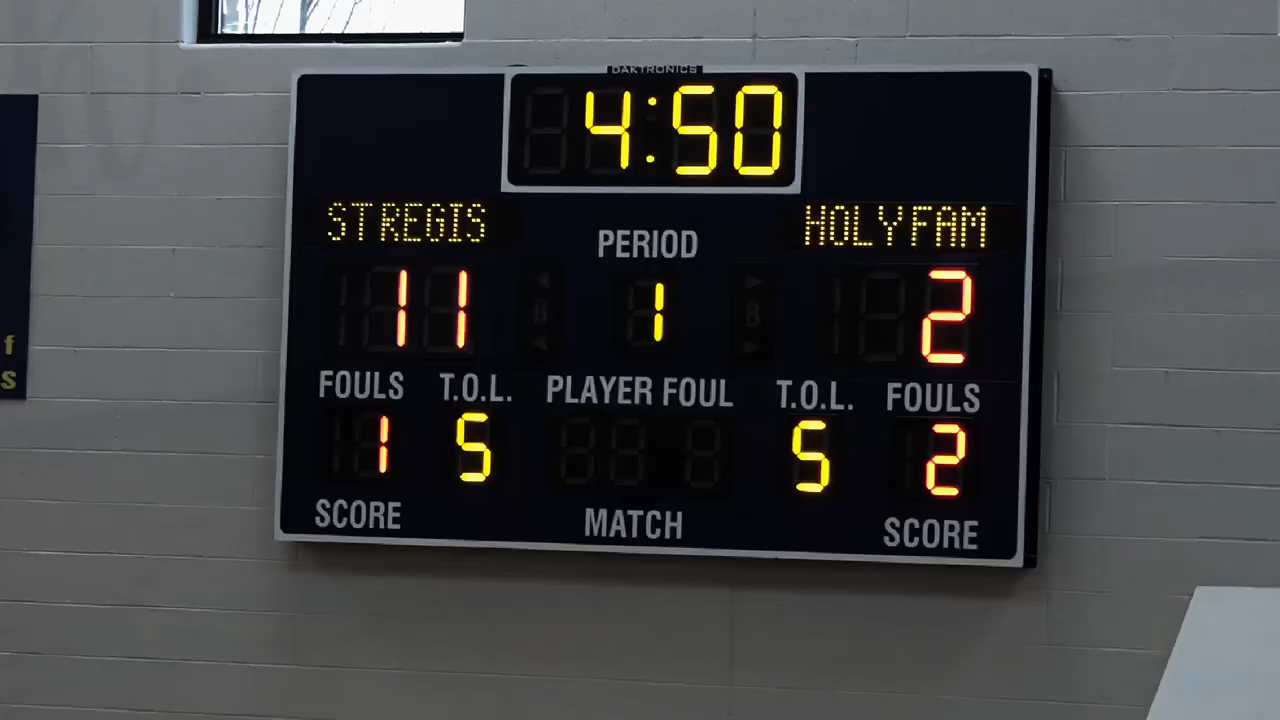 DAKTRONICS
4:50
STREGIS
HOLYFAM
PERIOD
11
1
2
FOULS
T.O.L.
PLAYER FOUL
T.O.L.
FOULS
1
5
5
2
SCORE
MATCH
SCORE
f
s